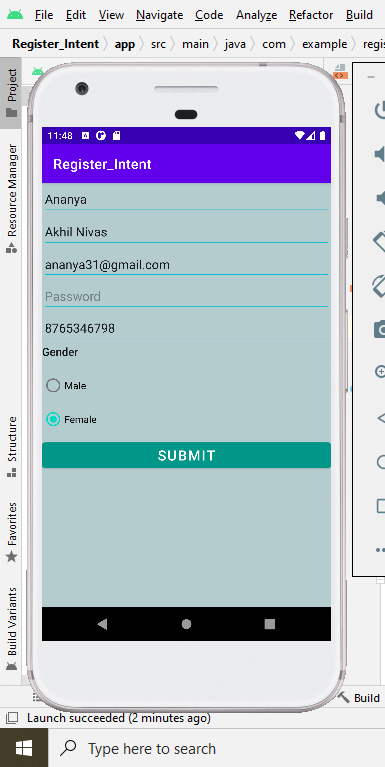 File Edit View Navigate Code Analyze Refactor Build
Register_Intent app src main java com example regis
Project
Resource Manager
Structure
Favorites
Build Variants
11:48
Register_Intent
Ananya
Akhil Nivas
ananya31@gmail.com
Password
8765346798
Gender
Male
Female
SUBMIT
Build
Launch succeeded (2 minutes ago)
Type here to search